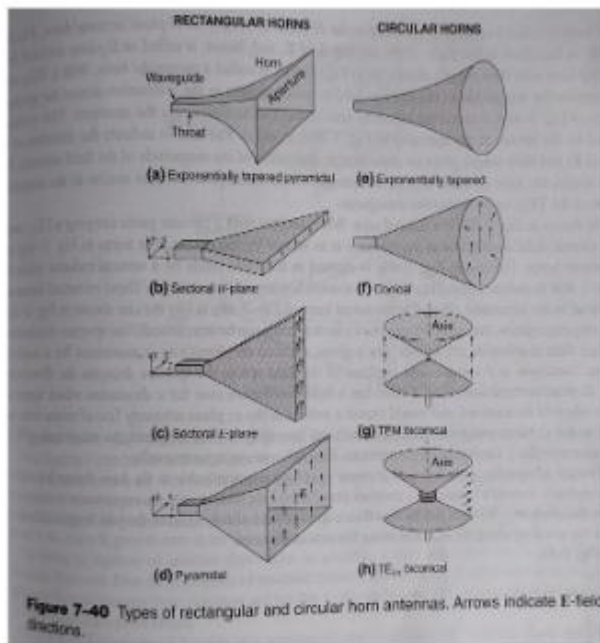 RECTANGULAR HORNS
CIRCULAR HORNS
Horn
Waveguide
Aperture
Throat
(a) Exponentially tapered pyramidal
(e) Exponentially tapered
(b) Sectoral H-plane
(f) Conical
Axis
(c) Sectoral E-plane
(g) TEM biconical
E
Axis
(d) Pyramidal
(h) biconical
Figure 7-40 Types of rectangular and circular horn antennas. Arrows indicate E-field
directions.